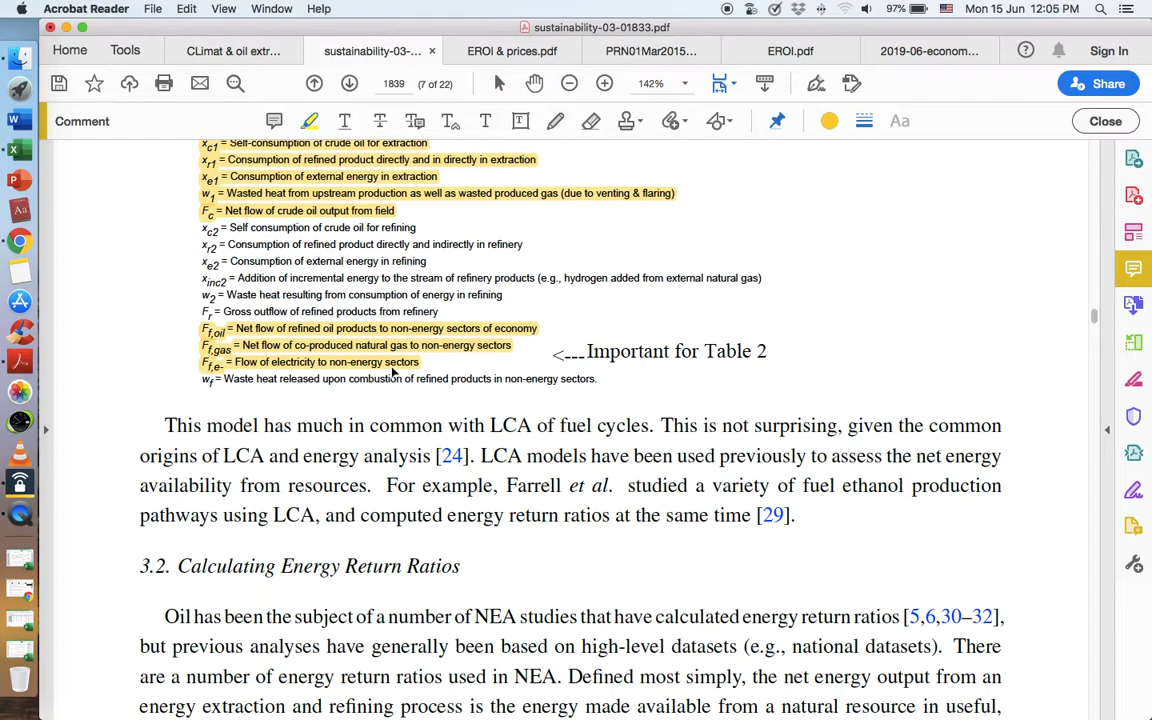 Acrobat Reader File Edit View Window Help 97% Mon 15 Jun 12:05 PM
sustainability-03-01833.pdf
Home Tools CLimat & oil extr... sustainability-03-... × EROI & prices.pdf PRN01Mar2015... EROI.pdf 2019-06-econom... Sign In
1839 (7 of 22) 142% Share
Comment Close
xc1 = Self-consumption of crude oil for extraction
xr1 = Consumption of refined product directly and in directly in extraction
xe1 = Consumption of external energy in extraction
w1 = Wasted heat from upstream production as well as wasted produced gas (due to venting & flaring)
Fc = Net flow of crude oil output from field
xc2 = Self consumption of crude oil for refining
xr2 = Consumption of refined product directly and indirectly in refinery
xe2 = Consumption of external energy in refining
xinc2 = Addition of incremental energy to the stream of refinery products (e.g., hydrogen added from external natural gas)
w2 = Waste heat resulting from consumption of energy in refining
Fr = Gross outflow of refined products from refinery
Ff,oil = Net flow of refined oil products to non-energy sectors of economy
Ff,gas = Net flow of co-produced natural gas to non-energy sectors
<---Important for Table 2
Ff,e- = Flow of electricity to non-energy sectors
wf = Waste heat released upon combustion of refined products in non-energy sectors.
This model has much in common with LCA of fuel cycles. This is not surprising, given the common
origins of LCA and energy analysis [24]. LCA models have been used previously to assess the net energy
availability from resources. For example, Farrell et al. studied a variety of fuel ethanol production
pathways using LCA, and computed energy return ratios at the same time [29].
3.2. Calculating Energy Return Ratios
Oil has been the subject of a number of NEA studies that have calculated energy return ratios [5,6,30–32],
but previous analyses have generally been based on high-level datasets (e.g., national datasets). There
are a number of energy return ratios used in NEA. Defined most simply, the net energy output from an
energy extraction and refining process is the energy made available from a natural resource in useful,